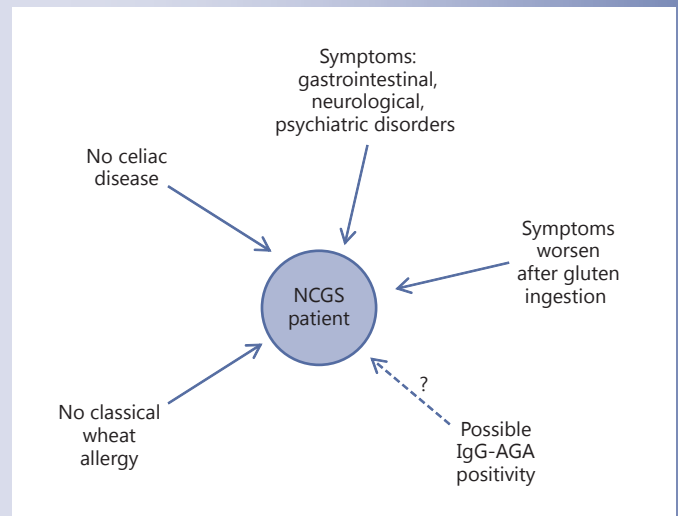 Symptoms:
gastrointestinal,
neurological,
psychiatric disorders
No celiac
disease
Symptoms
worsen
after gluten
ingestion
NCGS
patient
No classical
wheat
allergy
?
Possible
IgG-AGA
positivity